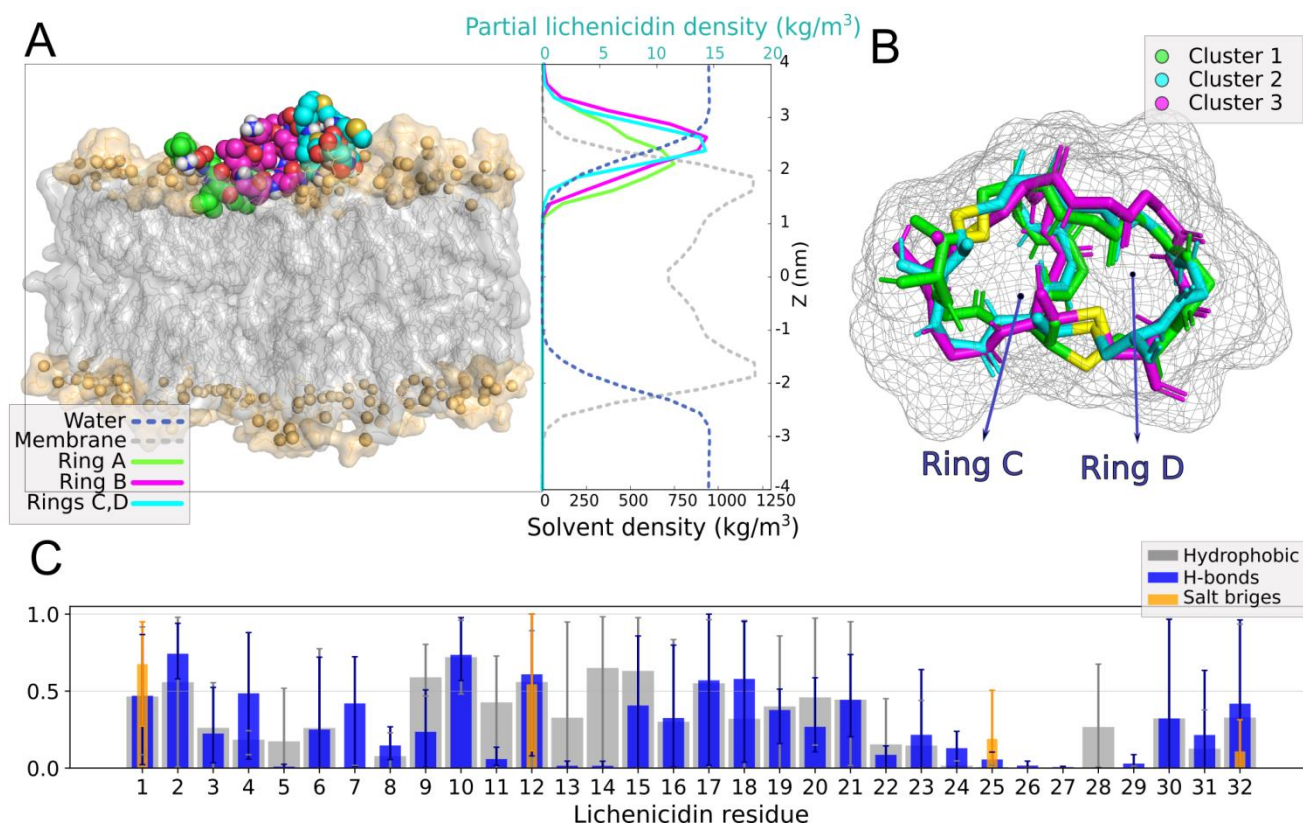 A
Partial lichenicidin density (kg/m³)
0 5 10 15 20
4
3
2
1
0
-1
-2
-3
-4
Z (nm)
0 250 500 750 1000 1250
Solvent density (kg/m³)
Water
Membrane
Ring A
Ring B
Rings C,D
B
Cluster 1
Cluster 2
Cluster 3
Ring C Ring D
C
Hydrophobic
H-bonds
Salt briges
1.0
0.5
0.0
1 2 3 4 5 6 7 8 9 10 11 12 13 14 15 16 17 18 19 20 21 22 23 24 25 26 27 28 29 30 31 32
Lichenicidin residue